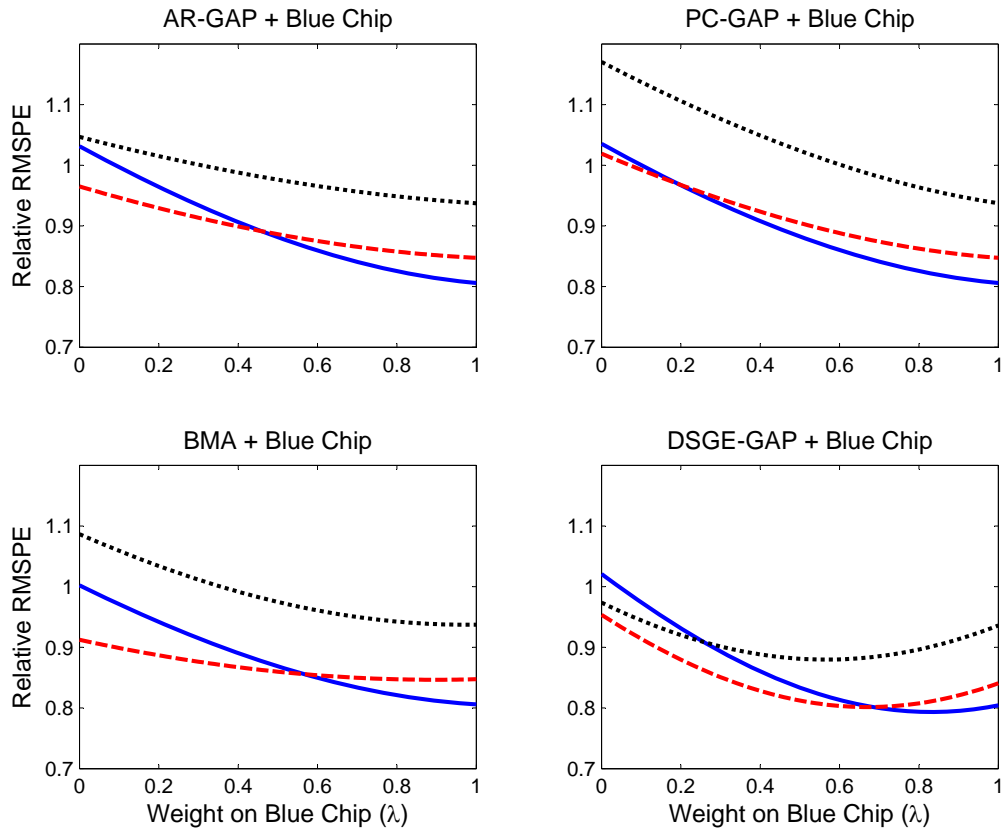 AR-GAP + Blue Chip
PC-GAP + Blue Chip
Relative RMSPE
1.1
1
0.9
0.8
0.7
0 0.2 0.4 0.6 0.8 1
1.1
1
0.9
0.8
0.7
0 0.2 0.4 0.6 0.8 1
BMA + Blue Chip
DSGE-GAP + Blue Chip
Relative RMSPE
1.1
1
0.9
0.8
0.7
0 0.2 0.4 0.6 0.8 1
Weight on Blue Chip (λ)
1.1
1
0.9
0.8
0.7
0 0.2 0.4 0.6 0.8 1
Weight on Blue Chip (λ)